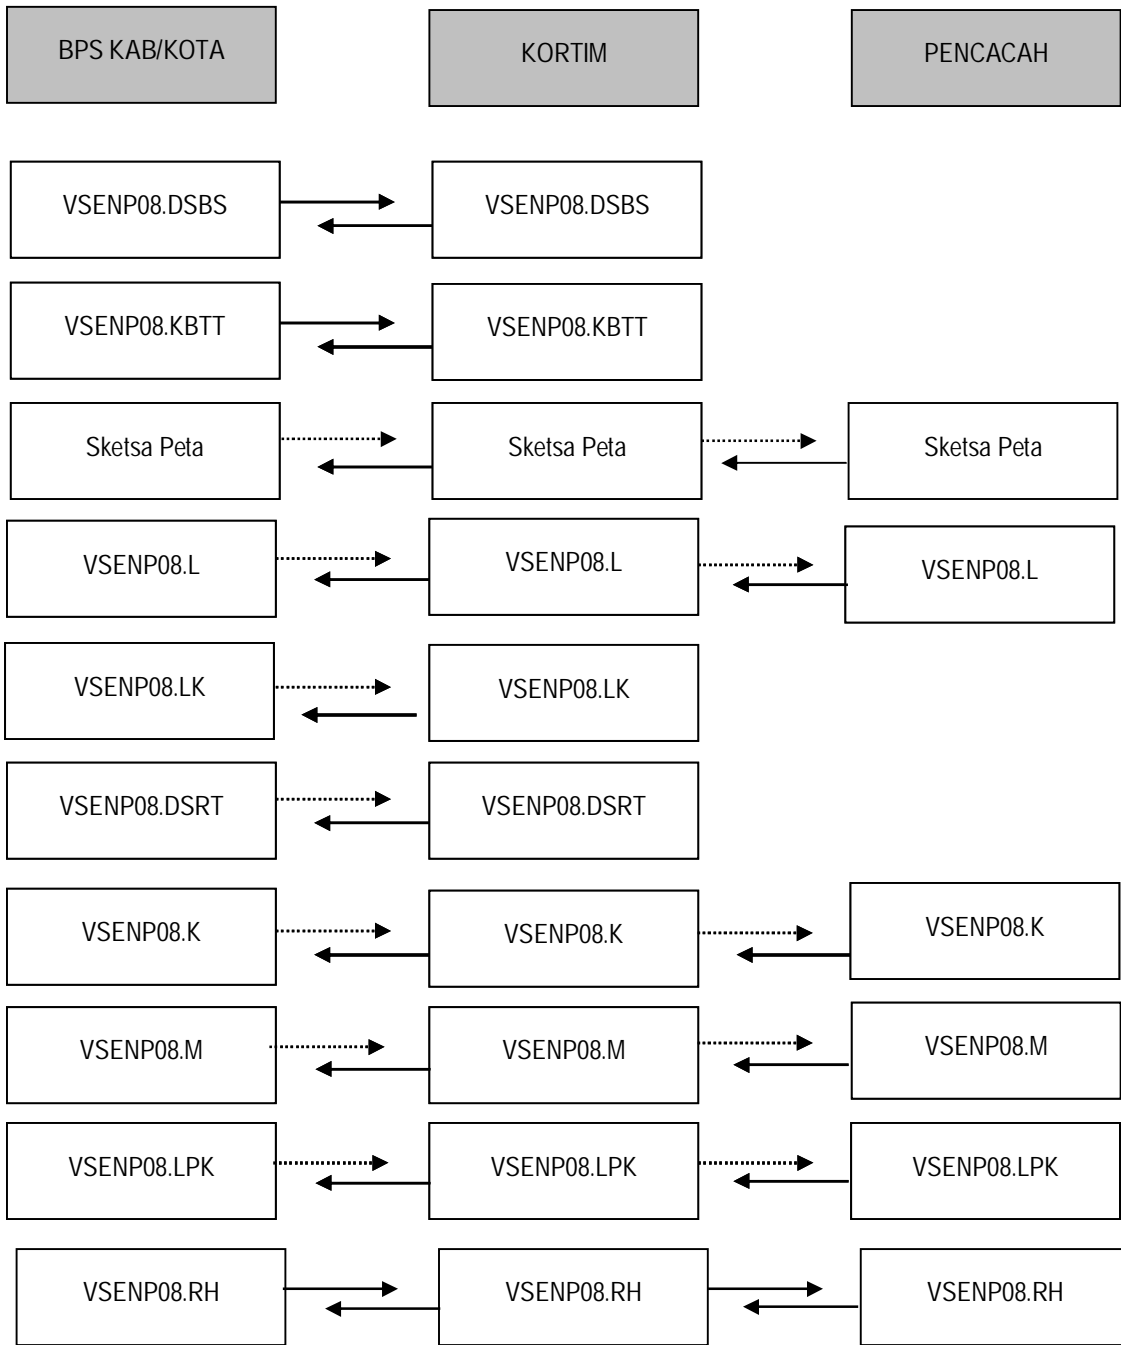 BPS KAB/KOTA
KORTIM
PENCACAH
VSENP08.DSBS
VSENP08.DSBS
VSENP08.KBTT
VSENP08.KBTT
Sketsa Peta
Sketsa Peta
Sketsa Peta
VSENP08.L
VSENP08.L
VSENP08.L
VSENP08.LK
VSENP08.LK
VSENP08.DSRT
VSENP08.DSRT
VSENP08.K
VSENP08.K
VSENP08.K
VSENP08.M
VSENP08.M
VSENP08.M
VSENP08.LPK
VSENP08.LPK
VSENP08.LPK
VSENP08.RH
VSENP08.RH
VSENP08.RH